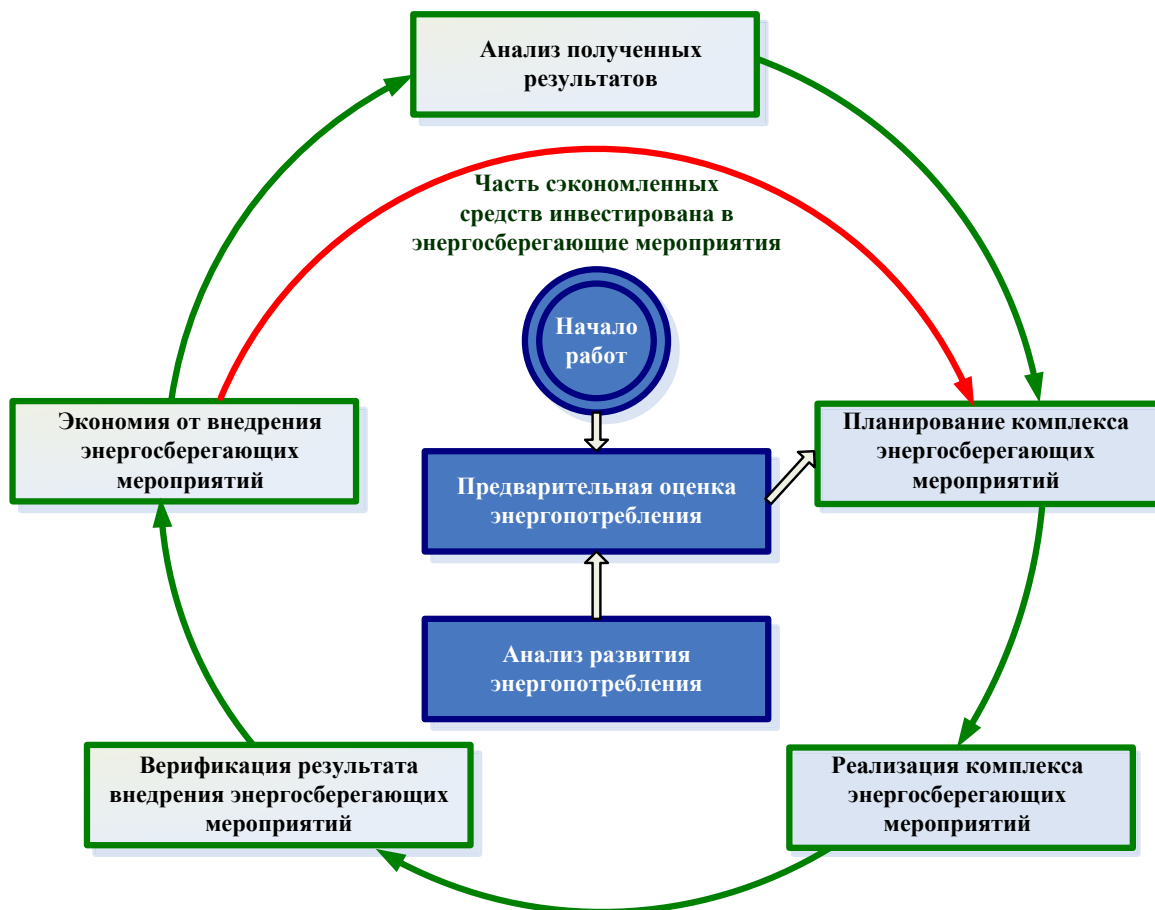 Анализ полученных
результатов
Часть сэкономленных
средств инвестирована в
энергосберегающие мероприятия
Начало
работ
Экономия от внедрения
энергосберегающих
мероприятий
Предварительная оценка
энергопотребления
Планирование комплекса
энергосберегающих
мероприятий
Анализ развития
энергопотребления
Верификация результата
внедрения энергосберегающих
мероприятий
Реализация комплекса
энергосберегающих
мероприятий